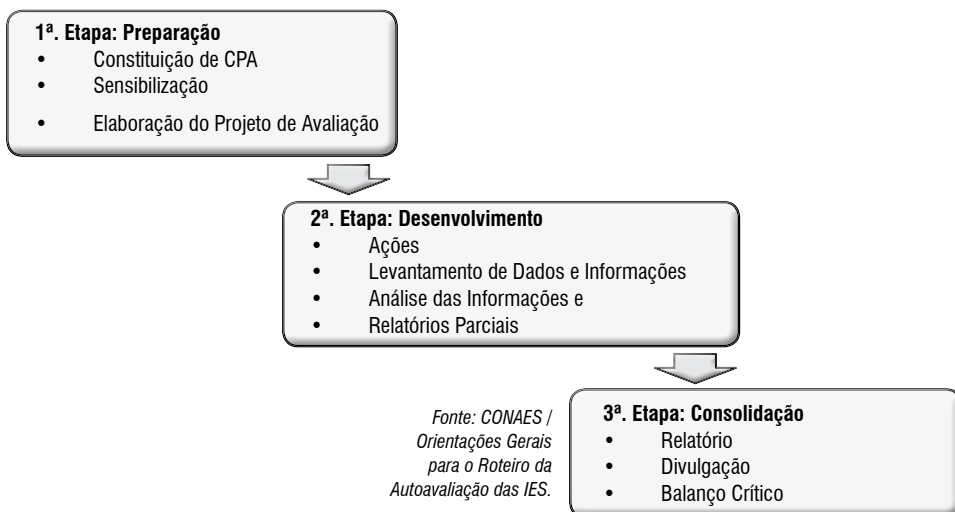 1ª. Etapa: Preparação
• Constituição de CPA
• Sensibilização
• Elaboração do Projeto de Avaliação
2ª. Etapa: Desenvolvimento
• Ações
• Levantamento de Dados e Informações
• Análise das Informações e
• Relatórios Parciais
3ª. Etapa: Consolidação
• Relatório
• Divulgação
• Balanço Crítico
Fonte: CONAES /
Orientações Gerais
para o Roteiro da
Autoavaliação das IES.